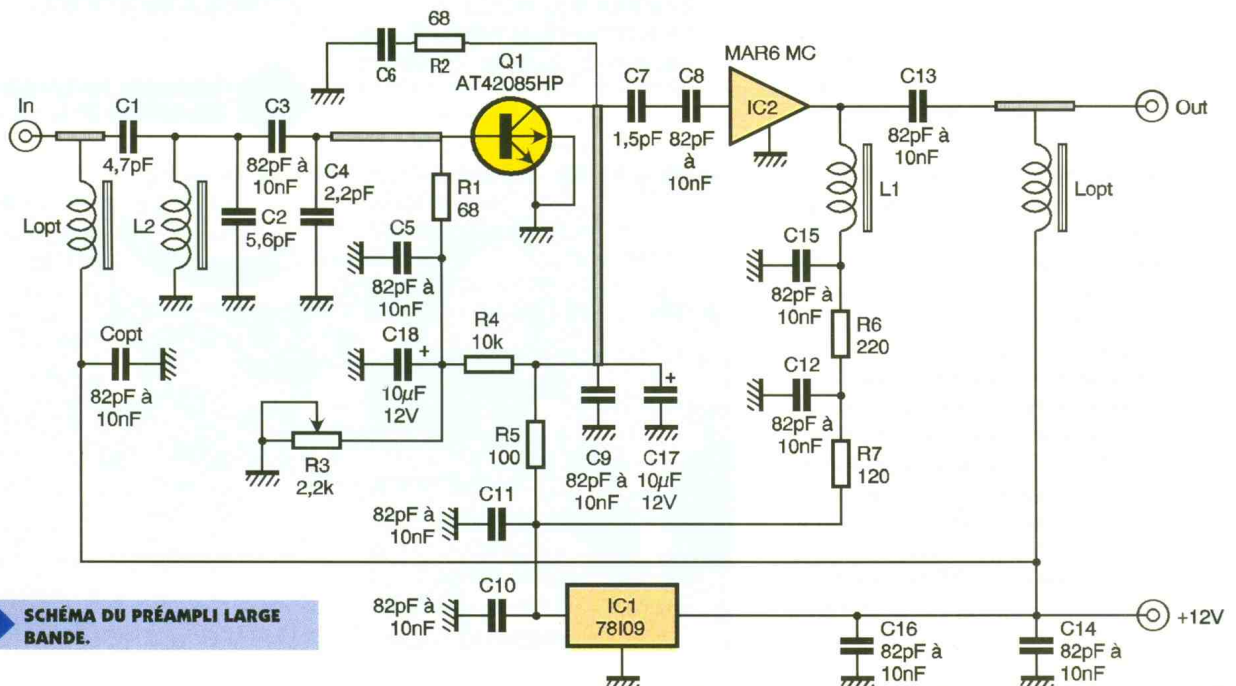 68
C6
R2
Q1
AT42085HP
MAR6 MC
In
C1
4,7pF
C3
82pF à
10nF
C4
2,2pF
C7
1,5pF
C8
82pF
à
10nF
IC2
C13
82pF à
10nF
Out
Lopt
L2
C2
5,6pF
R1
68
C5
82pF à
10nF
L1
Lopt
C15
82pF à
10nF
R6
220
Copt
82pF à
10nF
C18
+
10µF
12V
R4
10k
C12
82pF à
10nF
R3
2,2k
R5
100
C9
82pF à
10nF
+
C17
10µF
12V
R7
120
C11
82pF à
10nF
C10
82pF à
10nF
IC1
78l09
+12V
C16
82pF à
10nF
C14
82pF à
10nF
SCHÉMA DU PRÉAMPLI LARGE
BANDE.